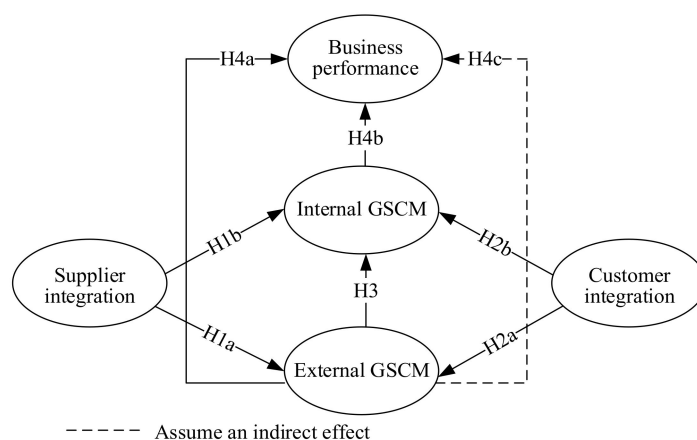 Business
performance
H4a
H4c
H4b
Internal GSCM
H1b
H2b
Supplier
integration
Customer
integration
H3
H1a
H2a
External GSCM
Assume an indirect effect